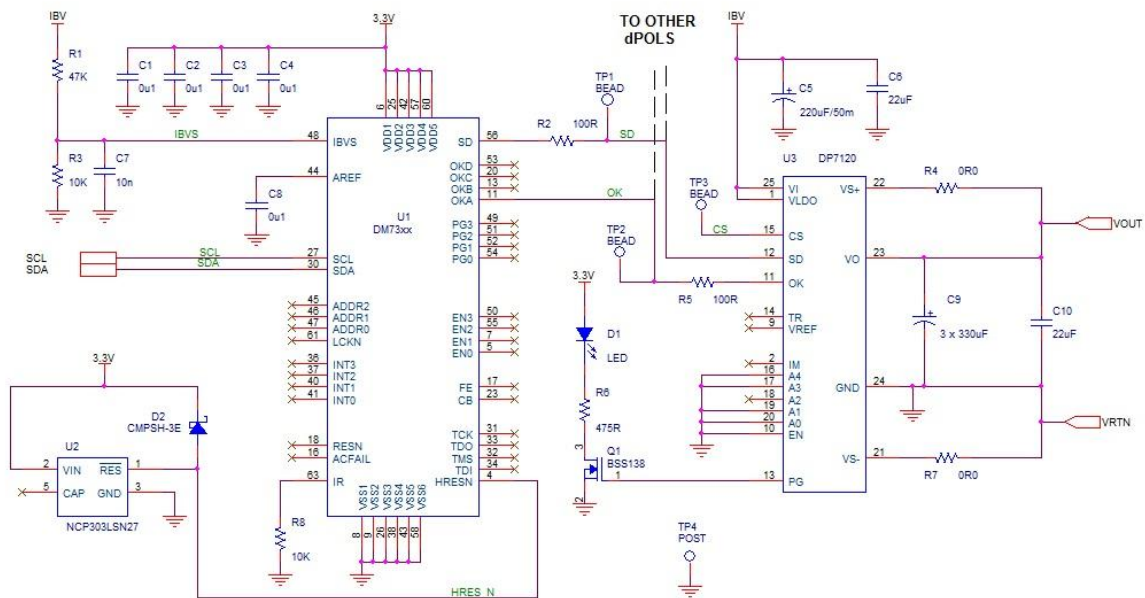 IBV
R1
47K
C1
0u1
C2
0u1
C3
0u1
C4
0u1
3.3V
6
25
42
57
60
VDD1
VDD2
VDD3
VDD4
VDD5
IBVS
48
IBVS
R3
10K
C7
10n
44
AREF
C8
0u1
U1
DM73xx
SCL
SDA
SCL
SDA
27
SCL
30
SDA
45
ADDR2
46
ADDR1
47
ADDR0
61
LCKN
36
INT3
37
INT2
40
INT1
41
INT0
18
RESN
16
ACFAIL
63
IR
R8
10K
VSS1
VSS2
VSS3
VSS4
VSS5
VSS6
8
9
26
38
43
58
SD
56
OKD
53
OKC
20
OKB
13
OKA
11
PG3
49
PG2
51
PG1
52
PG0
54
EN3
50
EN2
55
EN1
7
EN0
5
FE
17
CB
23
TCK
31
TDO
33
TMS
32
TDI
34
HRESN
4
3.3V
D2
CMPSH-3E
U2
2
VIN
RES
1
5
CAP
GND
3
NCP303LSN27
HRES_N
TO OTHER
dPOLS
TP1
BEAD
R2
100R
SD
OK
TP3
BEAD
CS
TP2
BEAD
R5
100R
3.3V
D1
LED
R6
475R
3
Q1
BSS138
1
2
TP4
POST
IBV
C5
220uF/50m
C6
22uF
U3
DP7120
25
VI
1
VLDO
15
CS
12
SD
11
OK
14
TR
9
VREF
2
IM
16
A4
17
A3
18
A2
19
A1
20
A0
10
EN
13
PG
VS+
22
VO
23
GND
24
VS-
21
R4
0R0
VOUT
C9
3 x 330uF
C10
22uF
VRTN
R7
0R0